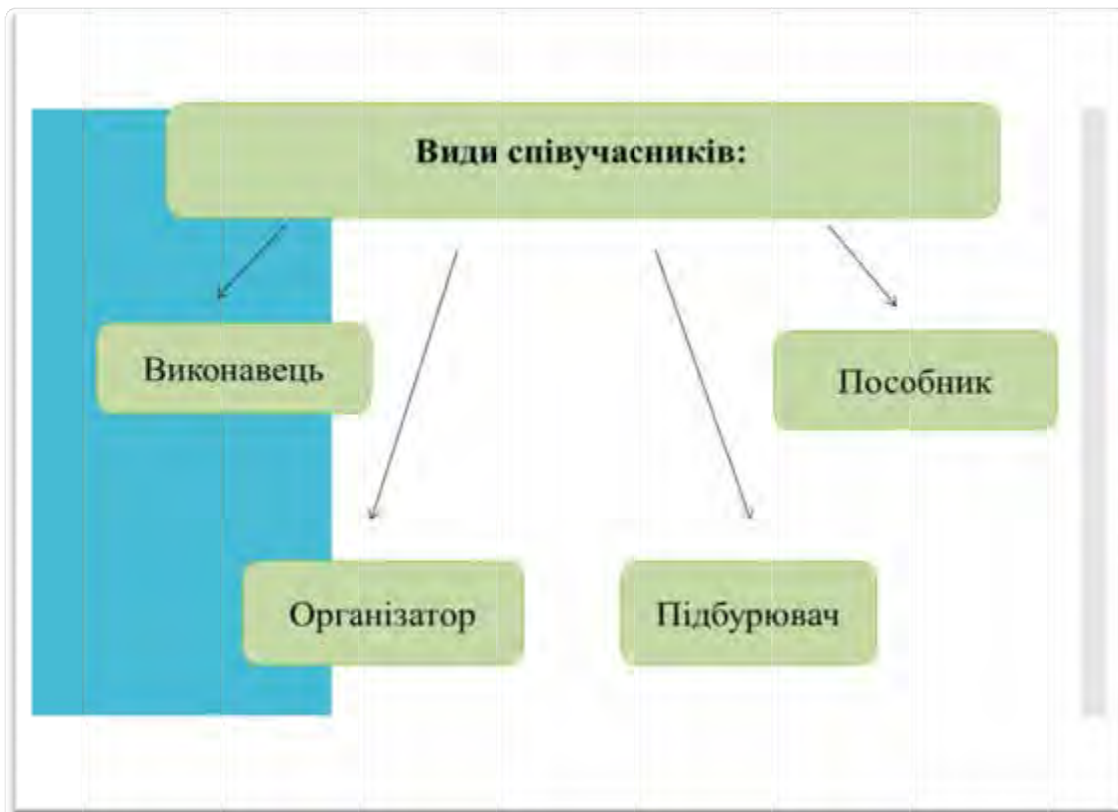 Види співучасників:
Виконавець
Пособник
Організатор
Підбурювач